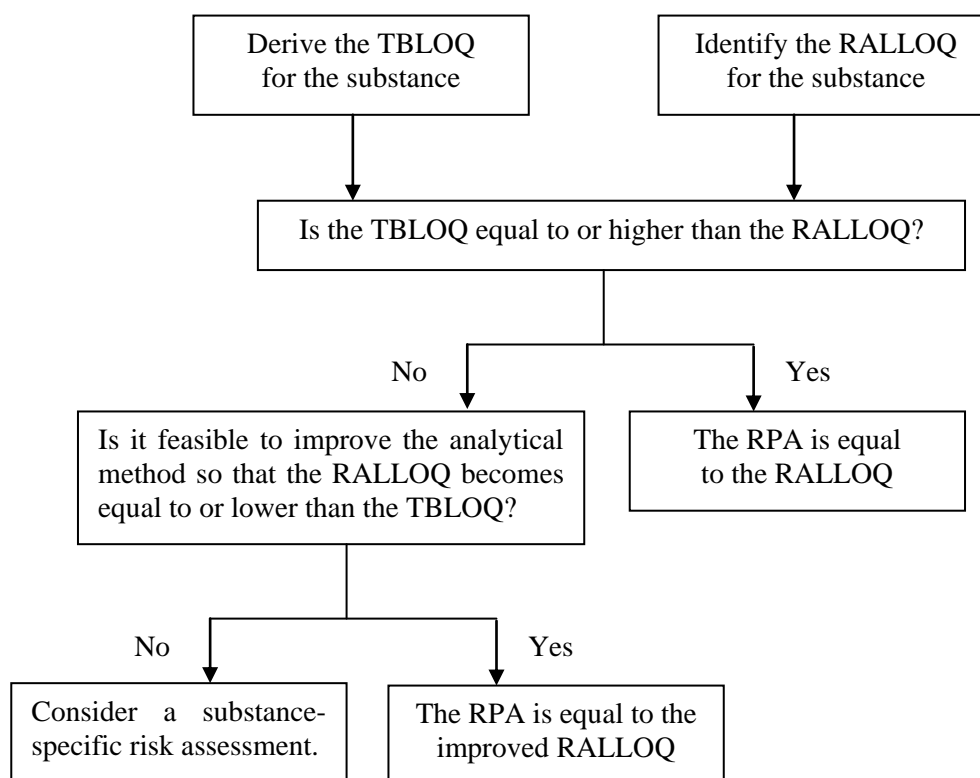 Derive the TBLOQ
for the substance
Identify the RALLOQ
for the substance
Is the TBLOQ equal to or higher than the RALLOQ?
No
Yes
Is it feasible to improve the analytical
method so that the RALLOQ becomes
equal to or lower than the TBLOQ?
The RPA is equal
to the RALLOQ
No
Yes
Consider a substance-
specific risk assessment.
The RPA is equal to the
improved RALLOQ